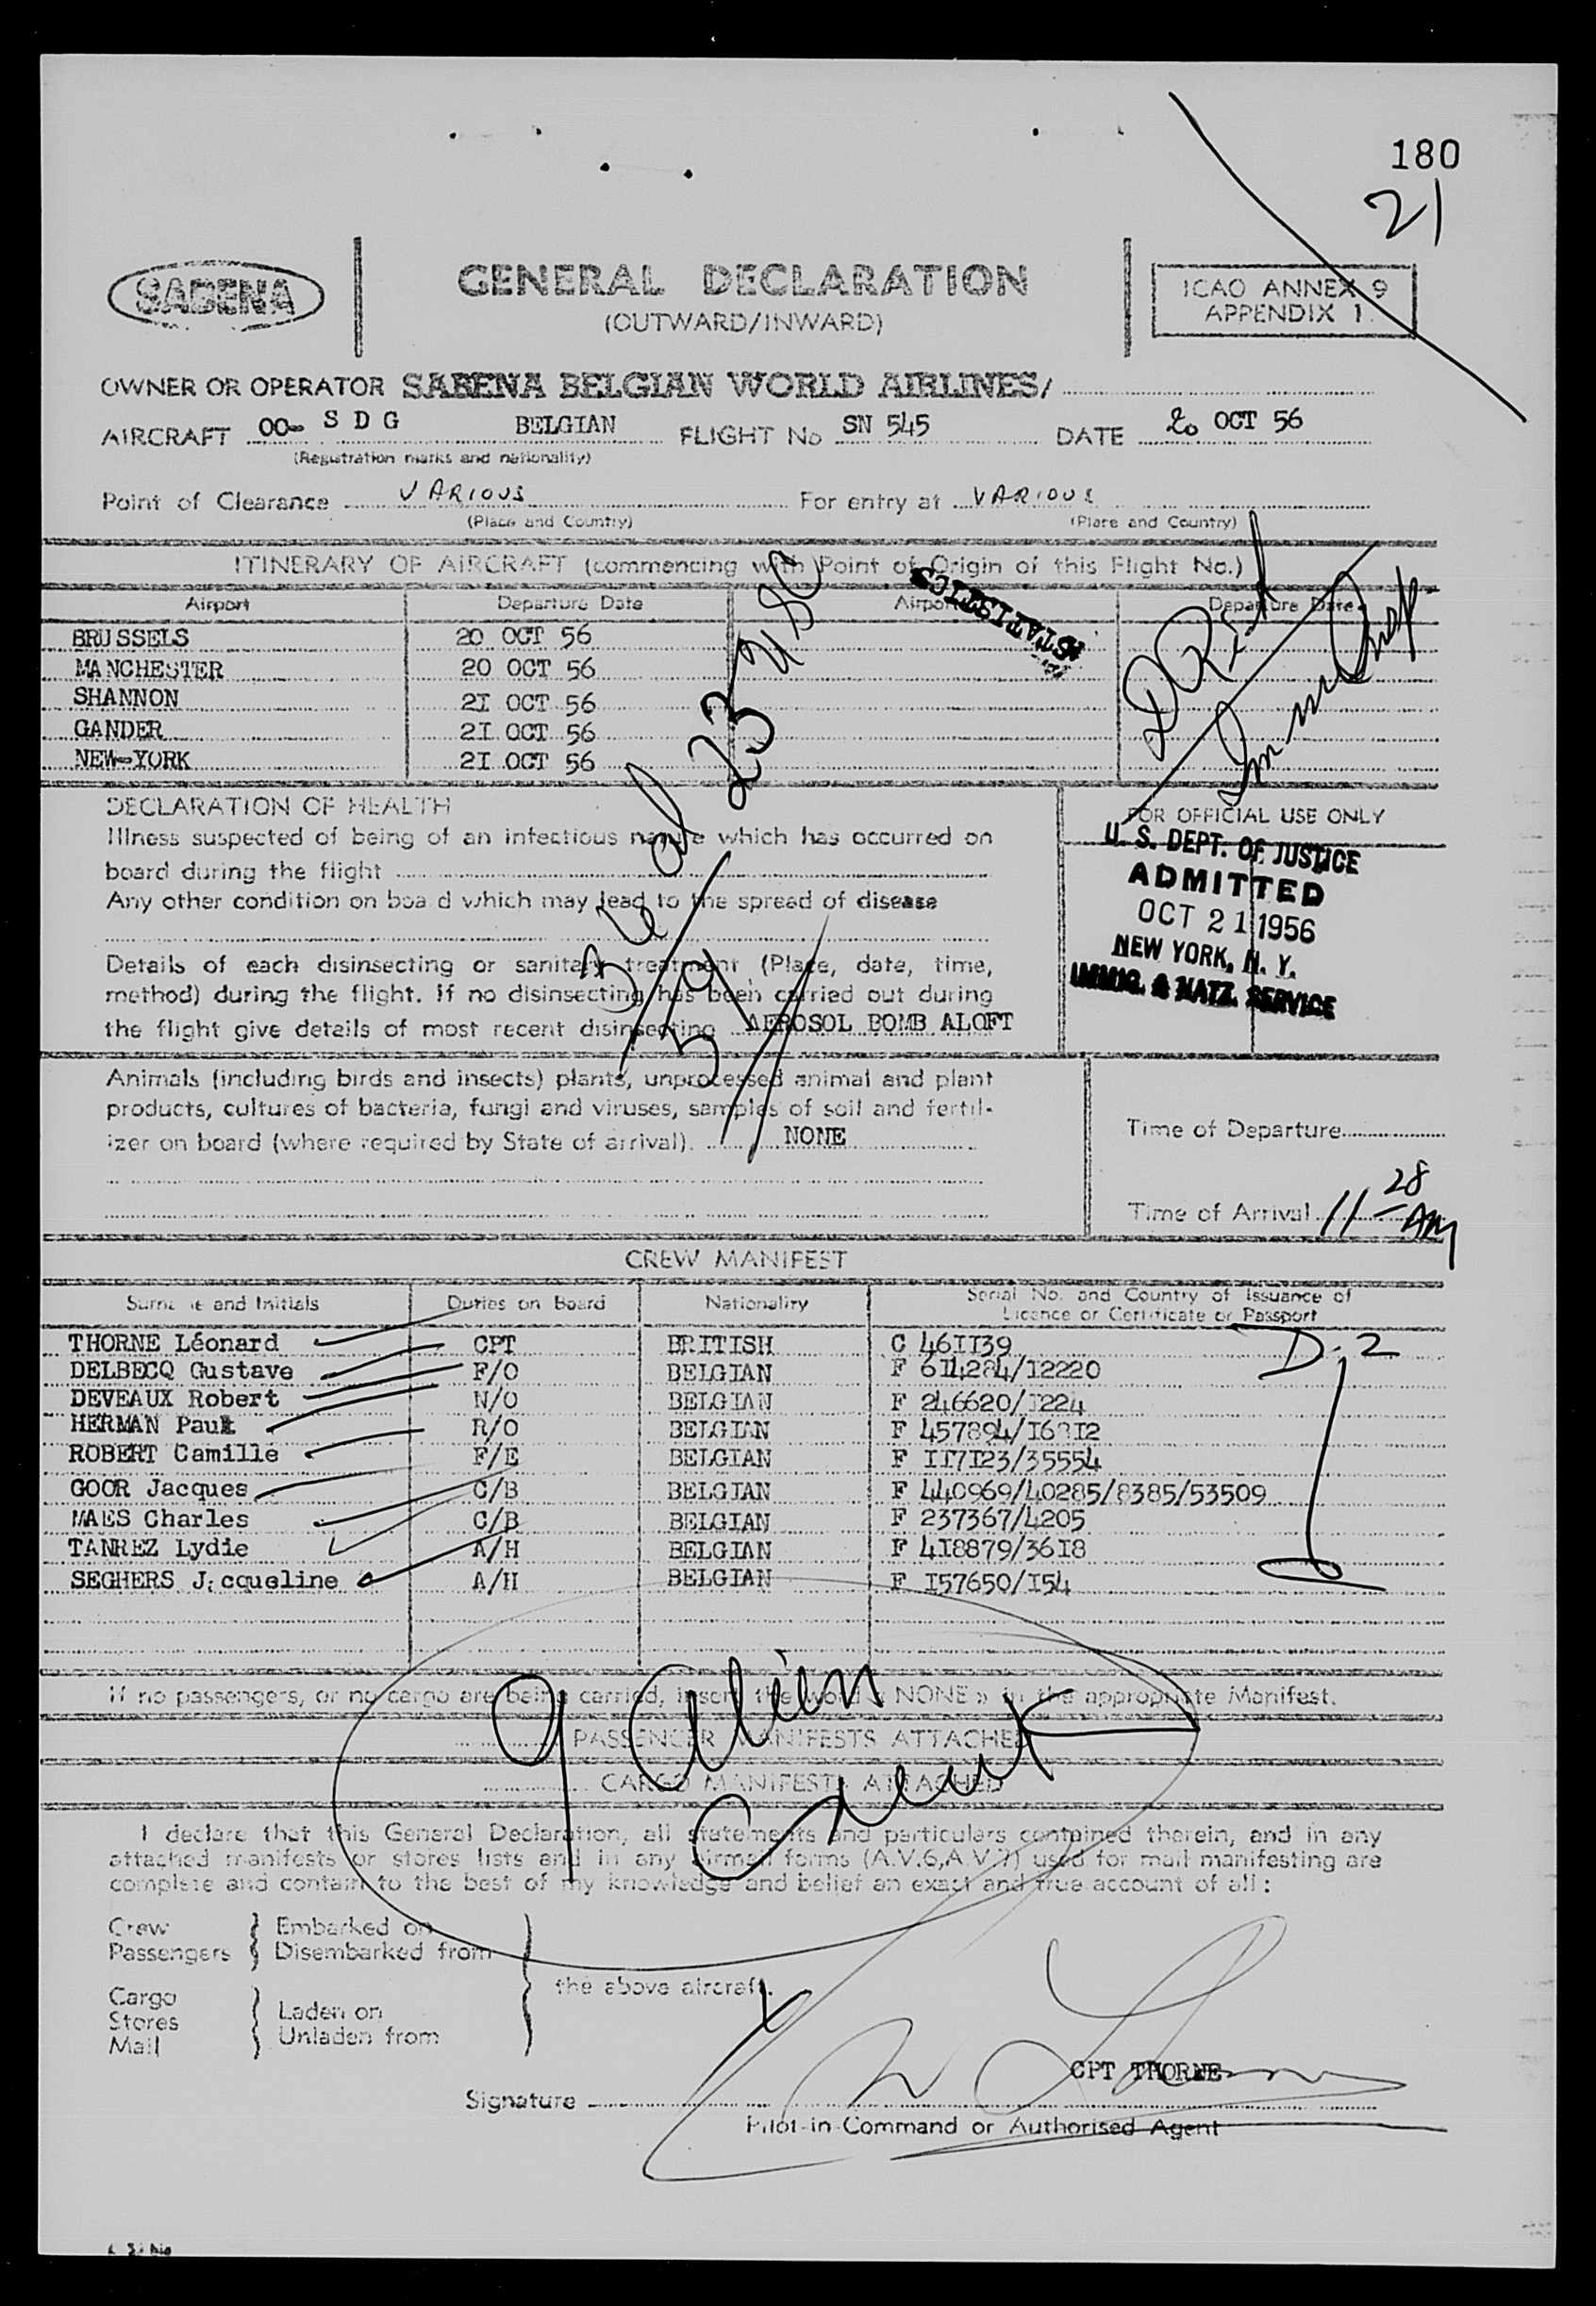 180
21
SABENA
GENERAL DECLARATION
(OUTWARD/INWARD)
ICAO ANNEX 9
APPENDIX 1
OWNER OR OPERATOR SABENA BELGIAN WORLD AIRLINES/
AIRCRAFT OO- S D G BELGIAN FLIGHT No SN 545 DATE 20 OCT 56
(Registration marks and nationality)
Point of Clearance VARIOUS For entry at VARIOUS
(Place and Country) (Place and Country)
ITINERARY OF AIRCRAFT (commencing with Point of Origin of this Flight No.)
Airport Departure Date Airport Departure Date
STATISTICS
BRUSSELS 20 OCT 56
MANCHESTER 20 OCT 56
SHANNON 21 OCT 56
GANDER 21 OCT 56
NEW-YORK 21 OCT 56
23 USC
36 al
59
DECLARATION OF HEALTH
Illness suspected of being of an infectious nature which has occurred on
board during the flight
Any other condition on board which may lead to the spread of disease
Details of each disinsecting or sanitary treatment (Place, date, time,
method) during the flight. If no disinsecting has been carried out during
the flight give details of most recent disinsecting AEROSOL BOMB ALOFT
FOR OFFICIAL USE ONLY
U. S. DEPT. OF JUSTICE
ADMITTED
OCT 21 1956
NEW YORK, N. Y.
IMMIG. & NATZ. SERVICE
Animals (including birds and insects) plants, unprocessed animal and plant
products, cultures of bacteria, fungi and viruses, samples of soil and fertil-
izer on board (where required by State of arrival). NONE
Time of Departure
Time of Arrival 11 28 AM
CREW MANIFEST
Surname and Initials Duties on Board Nationality Serial No. and Country of Issuance of
Licence or Certificate or Passport
THORNE Léonard CPT BRITISH C 46II39
DELBECQ Gustave F/O BELGIAN F 614284/I2220
DEVEAUX Robert N/O BELGIAN F 246620/I224
HERMAN Paul R/O BELGIAN F 457894/
ROBERT Camille F/E BELGIAN F II7I23/35554
GOOR Jacques C/B BELGIAN F 440969/40285/8385/53509
MAES Charles C/B BELGIAN F 237367/4205
TANREZ Lydie A/H BELGIAN F 4I8879/36I8
SEGHERS Jacqueline A/H BELGIAN F I57650/I54
D-2
If no passengers, or no cargo are being carried, insert the word « NONE » in the appropriate Manifest.
PASSENGER MANIFESTS ATTACHED
CARGO MANIFESTS ATTACHED
9 Alien
Crew
I declare that this General Declaration, all statements and particulars contained therein, and in any
attached manifests or stores lists and in any airmail forms (A.V.6,A.V.7) used for mail manifesting are
complete and contain to the best of my knowledge and belief an exact and true account of all :
Crew
Passengers
Embarked on
Disembarked from
Cargo
Stores
Mail
Laden on
Unladen from
the above aircraft.
CPT THORNE
Signature
Pilot-in-Command or Authorised Agent